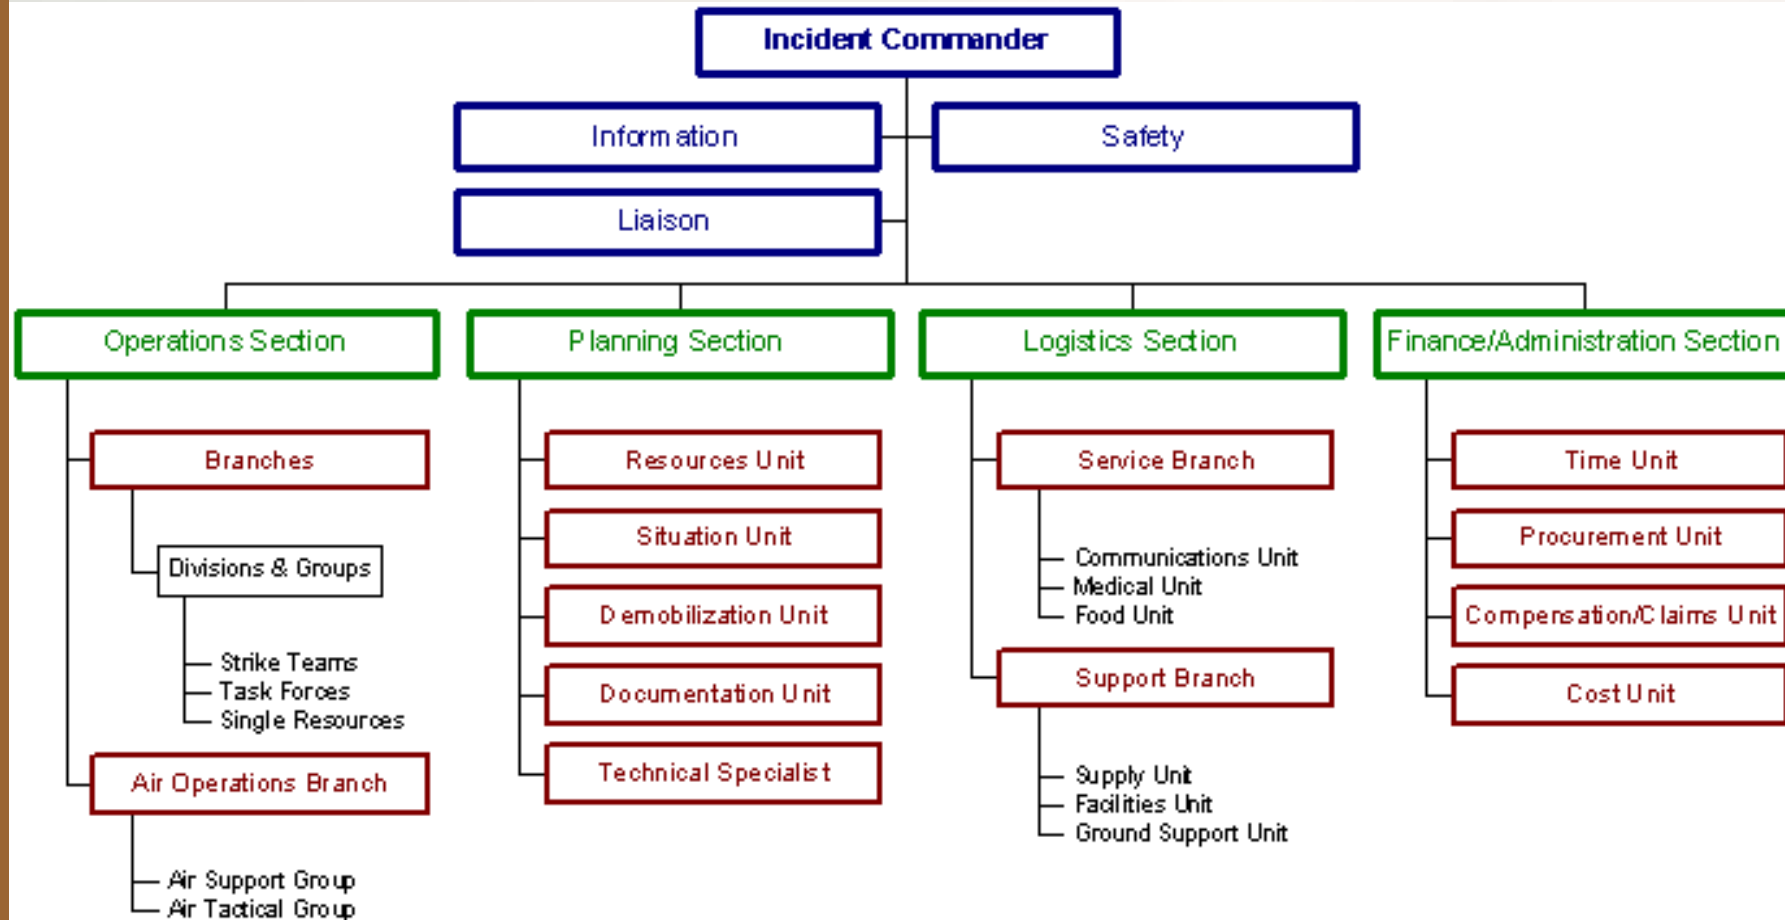 Incident Commander
Information
Safety
Liaison
Operations Section
Planning Section
Logistics Section
Finance/Administration Section
Branches
Divisions & Groups
Strike Teams
Task Forces
Single Resources
Air Operations Branch
Air Support Group
Air Tactical Group
Resources Unit
Situation Unit
Demobilization Unit
Documentation Unit
Technical Specialist
Service Branch
Communications Unit
Medical Unit
Food Unit
Support Branch
Supply Unit
Facilities Unit
Ground Support Unit
Time Unit
Procurement Unit
Compensation/Claims Unit
Cost Unit